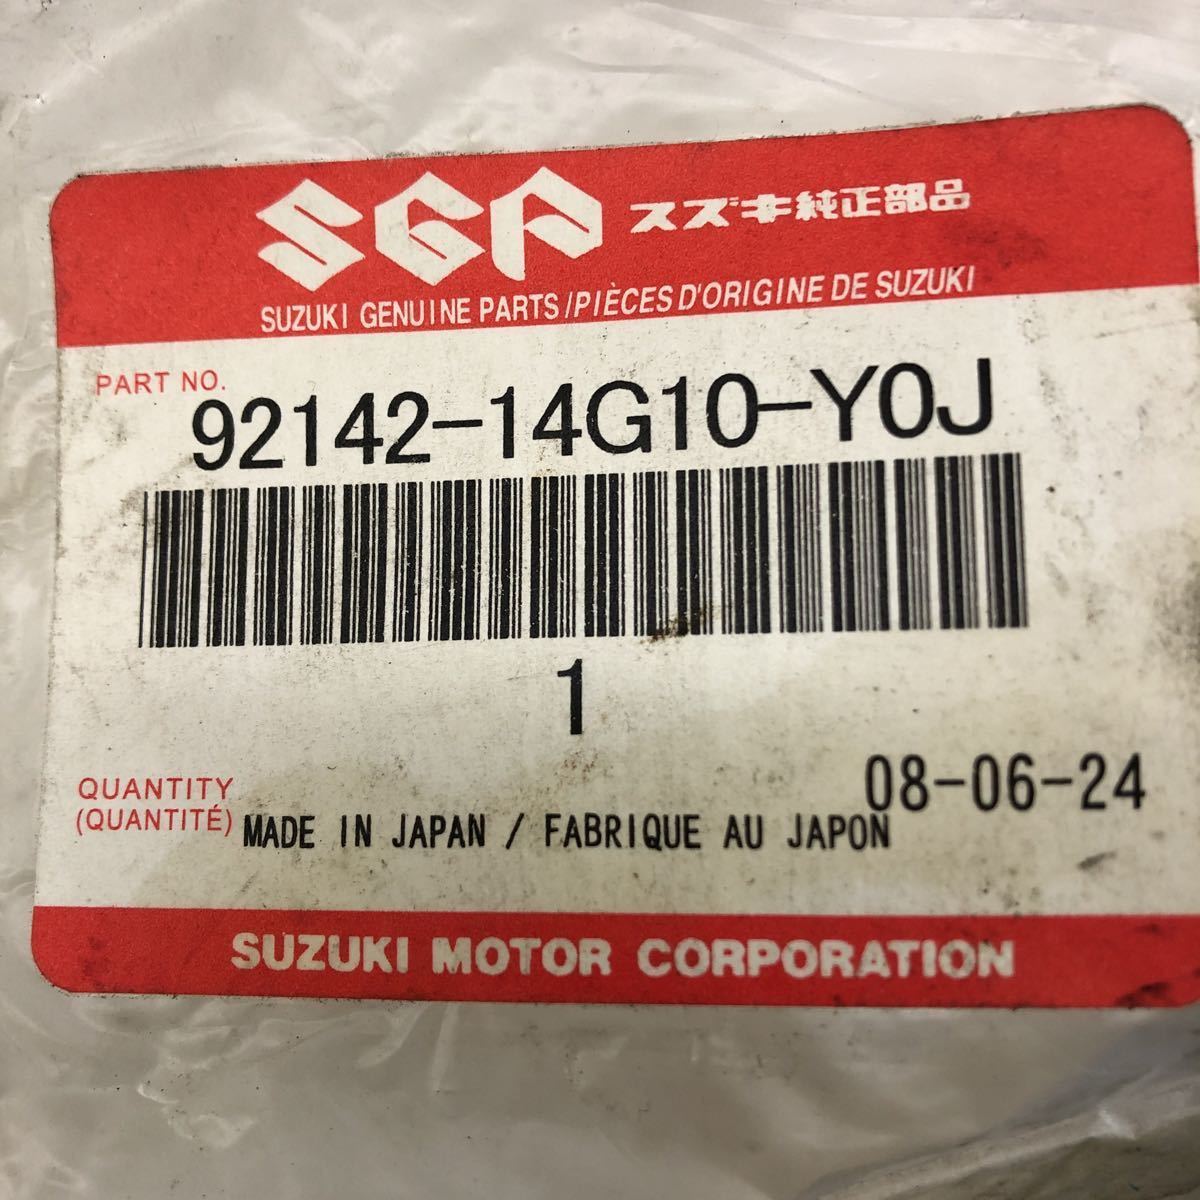 SGP スズキ純正部品
SUZUKI GENUINE PARTS/PIÈCES D'ORIGINE DE SUZUKI
PART NO.
92142-14G10-Y0J
1
08-06-24
QUANTITY
(QUANTITÉ)
MADE IN JAPAN / FABRIQUE AU JAPON
SUZUKI MOTOR CORPORATION